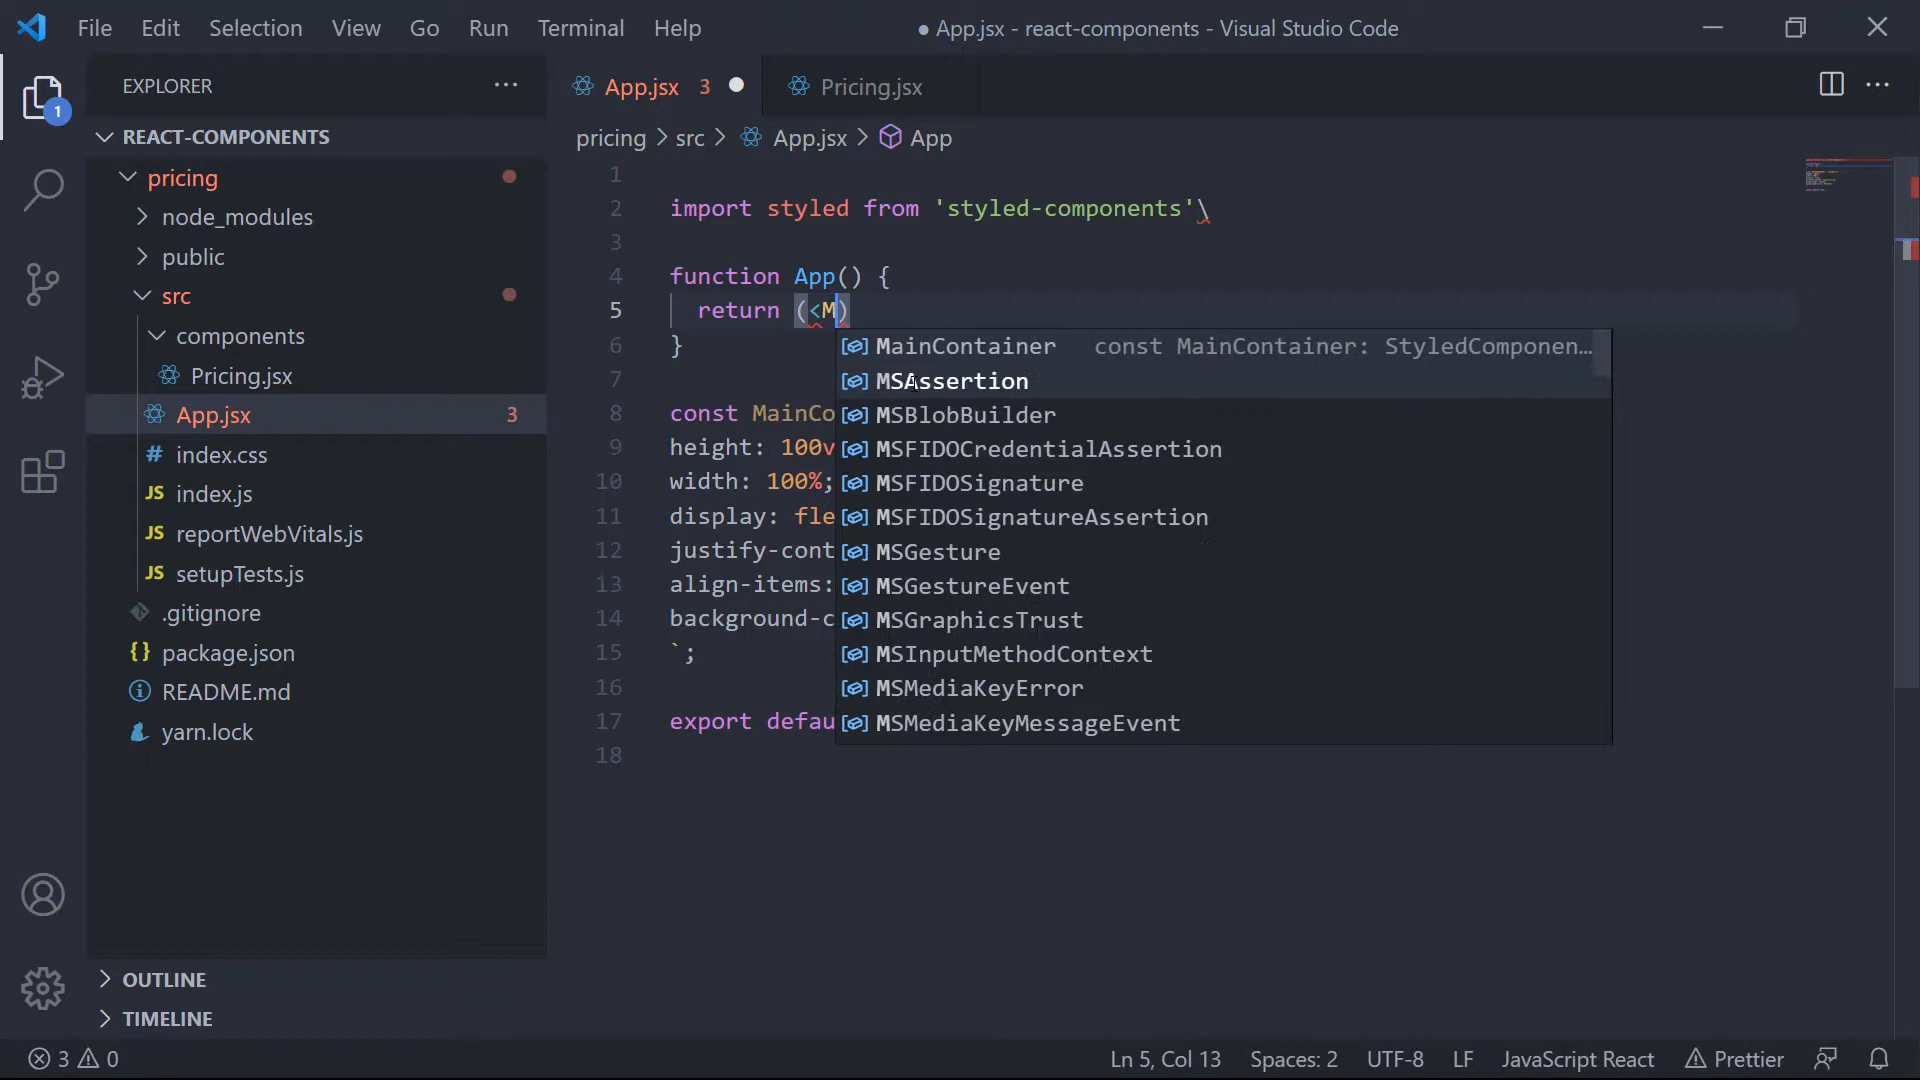 File Edit Selection View Go Run Terminal Help
● App.jsx - react-components - Visual Studio Code
EXPLORER ···
App.jsx 3
Pricing.jsx
···
1
REACT-COMPONENTS
pricing
node_modules
public
src
components
Pricing.jsx
App.jsx 3
# index.css
JS index.js
JS reportWebVitals.js
JS setupTests.js
.gitignore
{} package.json
README.md
yarn.lock
OUTLINE
TIMELINE
pricing > src > App.jsx > App
1
2 import styled from 'styled-components'\
3
4 function App() {
5 return (<M)
6 }
7
8 const MainCo
9 height: 100v
10 width: 100%;
11 display: fle
12 justify-cont
13 align-items:
14 background-c
15 `;
16
17 export defau
18
MainContainer const MainContainer: StyledComponen...
MSAssertion
MSBlobBuilder
MSFIDOCredentialAssertion
MSFIDOSignature
MSFIDOSignatureAssertion
MSGesture
MSGestureEvent
MSGraphicsTrust
MSInputMethodContext
MSMediaKeyError
MSMediaKeyMessageEvent
3 0
Ln 5, Col 13 Spaces: 2 UTF-8 LF JavaScript React Prettier